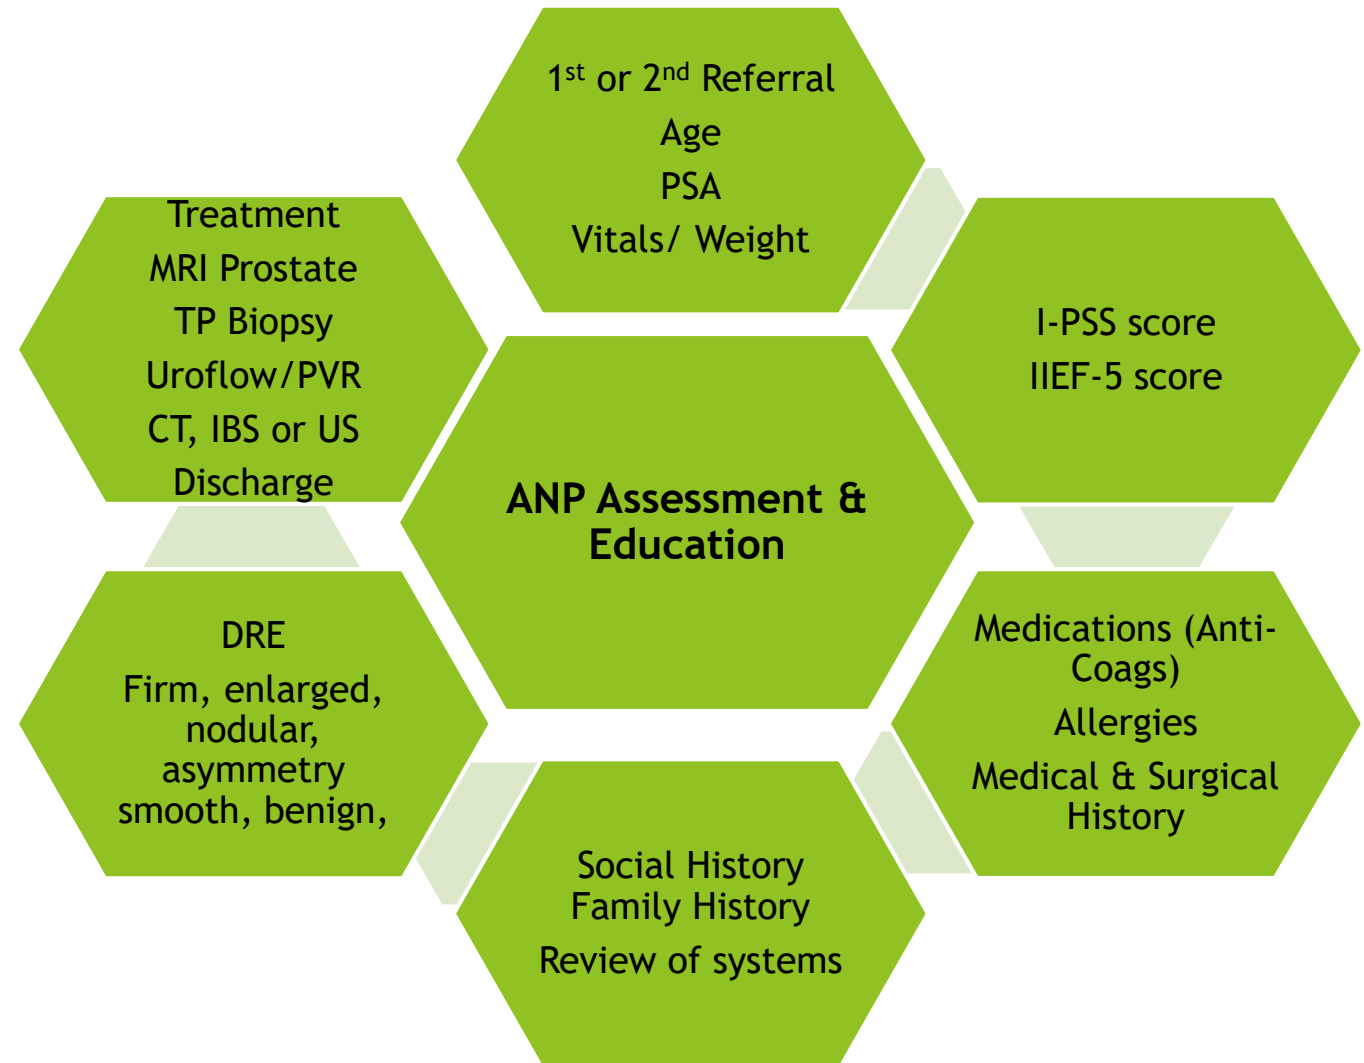 1st or 2nd Referral
Age
PSA
Vitals/ Weight
I-PSS score
IIEF-5 score
Medications (Anti-
Coags)
Allergies
Medical & Surgical
History
Social History
Family History
Review of systems
DRE
Firm, enlarged,
nodular,
asymmetry
smooth, benign,
Treatment
MRI Prostate
TP Biopsy
Uroflow/PVR
CT, IBS or US
Discharge
ANP Assessment &
Education